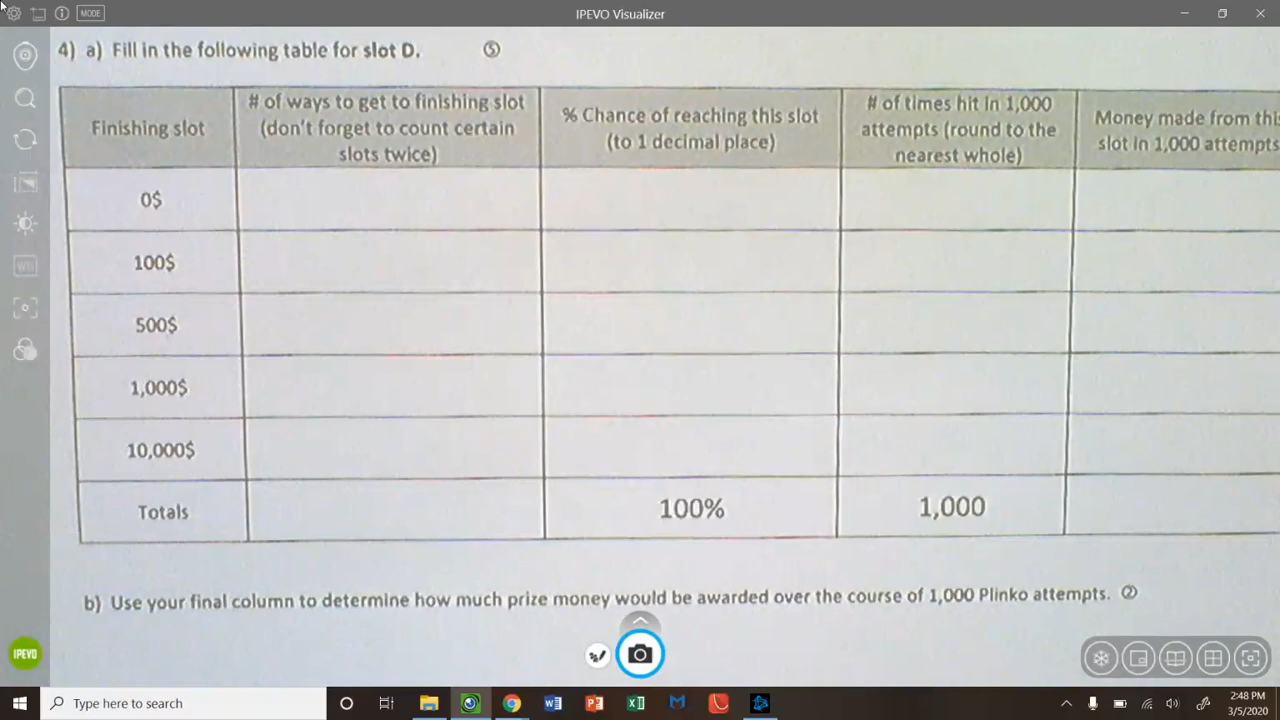 MODE
IPEVO Visualizer
4) a) Fill in the following table for slot D. ⑤
Finishing slot
# of ways to get to finishing slot
(don't forget to count certain
slots twice)
% Chance of reaching this slot
(to 1 decimal place)
# of times hit in 1,000
attempts (round to the
nearest whole)
Money made from this
slot in 1,000 attempts
0$
100$
500$
1,000$
10,000$
Totals
100%
1,000
b) Use your final column to determine how much prize money would be awarded over the course of 1,000 Plinko attempts. ②
IPEVO
Type here to search
2:48 PM
3/5/2020